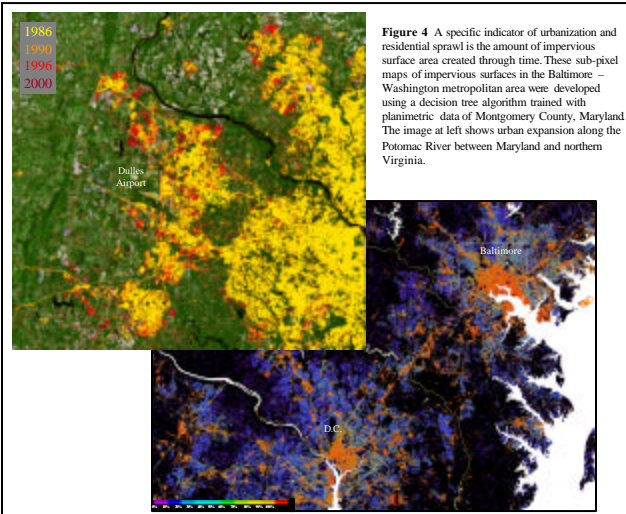 1986
1990
1996
2000
Dulles
Airport
Figure 4 A specific indicator of urbanization and
residential sprawl is the amount of impervious
surface area created through time. These sub-pixel
maps of impervious surfaces in the Baltimore –
Washington metropolitan area were developed
using a decision tree algorithm trained with
planimetric data of Montgomery County, Maryland.
The image at left shows urban expansion along the
Potomac River between Maryland and northern
Virginia.
Baltimore
D.C.